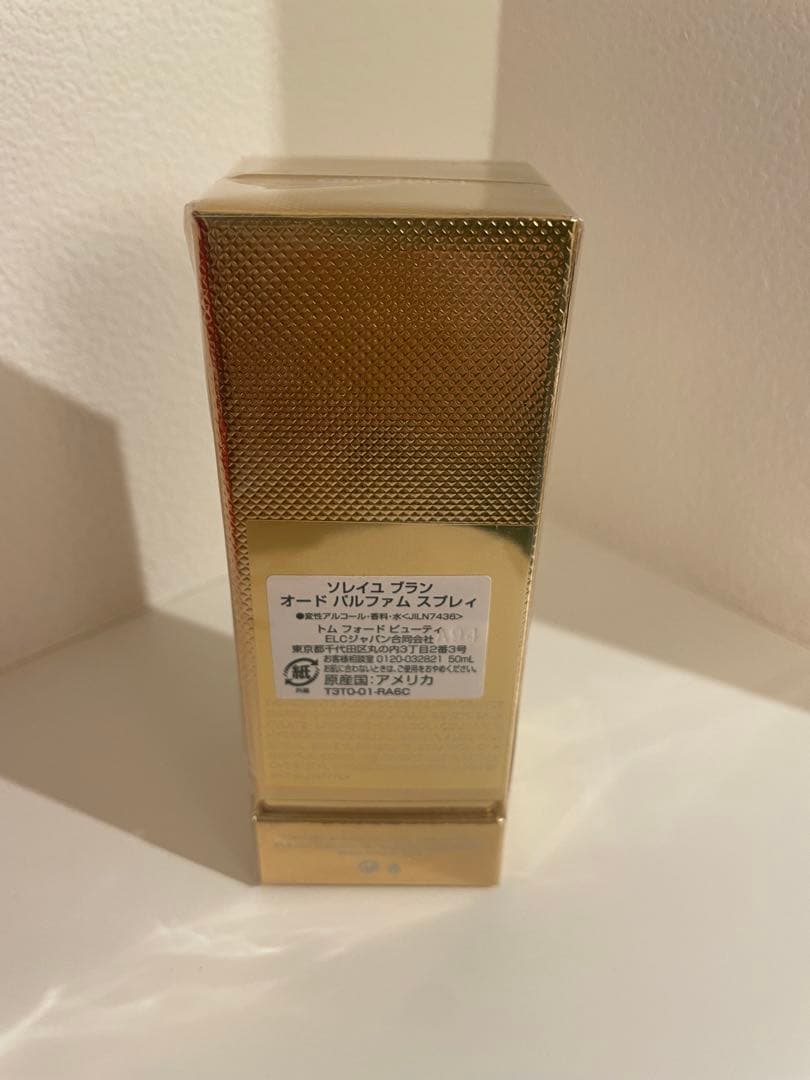 ソレイユ ブラン
オード パルファム スプレィ
●変性アルコール・香料・水<JILN7436>
トム フォード ビューティ
ELCジャパン合同会社
東京都千代田区丸の内3丁目2番3号
お客様相談室 0120-032821 50mL
お肌に合わないときは、ご使用をおやめください。
紙
外箱
原産国:アメリカ
T3T0-01-RA6C